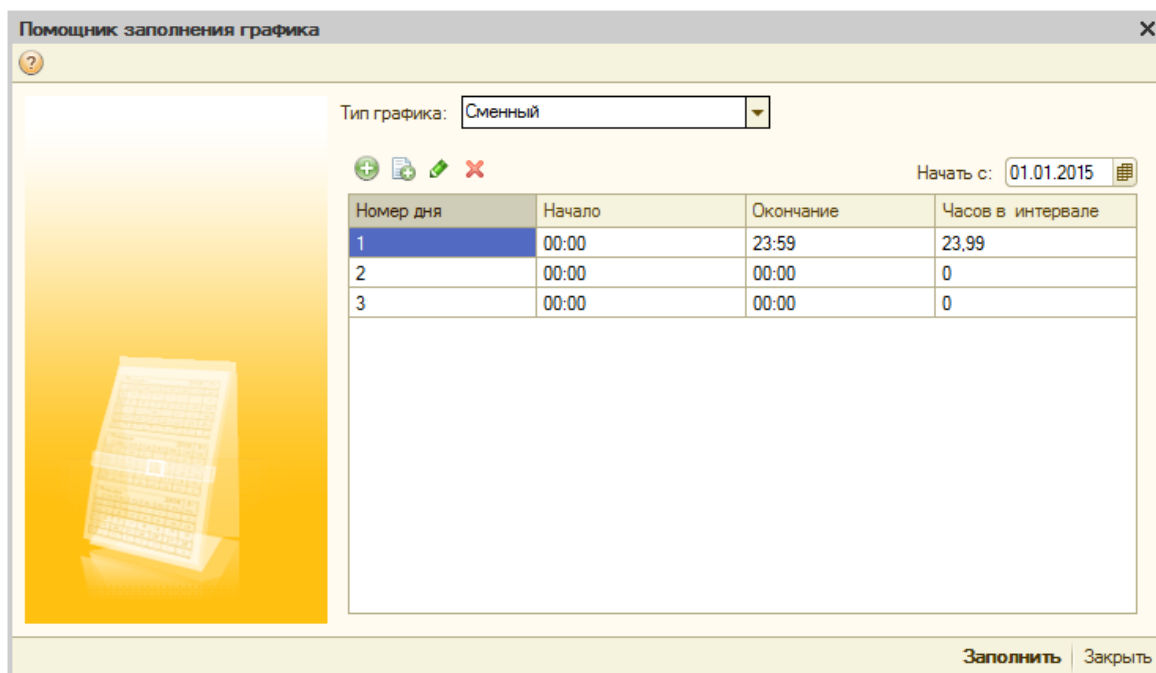 Помощник заполнения графика
Тип графика: Сменный
Начать с: 01.01.2015
Номер дня Начало Окончание Часов в интервале
1 00:00 23:59 23,99
2 00:00 00:00 0
3 00:00 00:00 0
Заполнить Закрыть